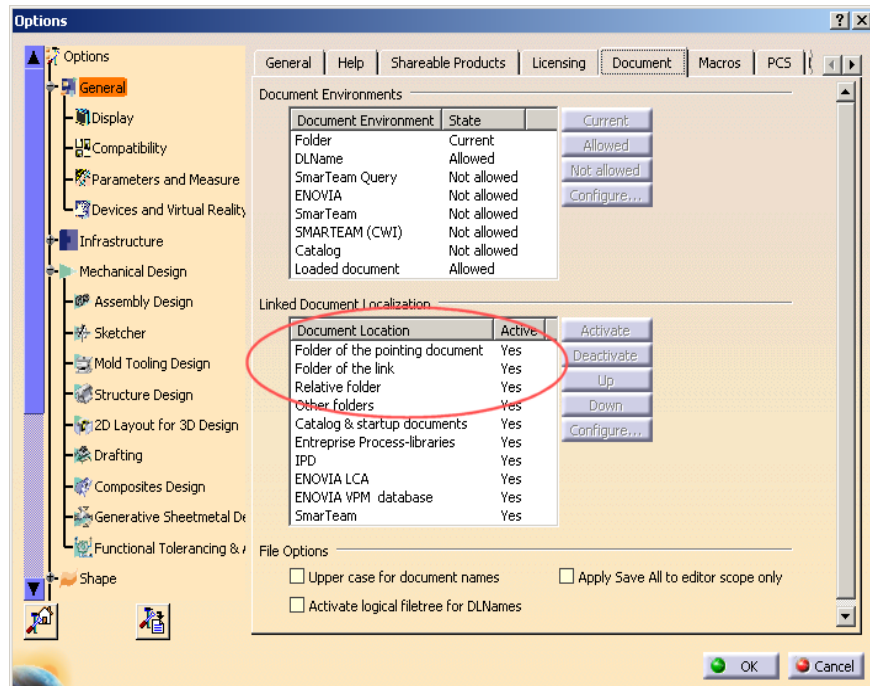 Options
Options
General
Display
Compatibility
Parameters and Measure
Devices and Virtual Reality
Infrastructure
Mechanical Design
Assembly Design
Sketcher
Mold Tooling Design
Structure Design
2D Layout for 3D Design
Drafting
Composites Design
Generative Sheetmetal De
Functional Tolerancing &
Shape
General Help Shareable Products Licensing Document Macros PCS
Document Environments
Document Environment State
Folder Current
DLName Allowed
SmarTeam Query Not allowed
ENOVIA Not allowed
SmarTeam Not allowed
SMARTEAM (CWI) Not allowed
Catalog Not allowed
Loaded document Allowed
Current
Allowed
Not allowed
Configure...
Linked Document Localization
Document Location Active
Folder of the pointing document Yes
Folder of the link Yes
Relative folder Yes
Other folders Yes
Catalog & startup documents Yes
Entreprise Process-libraries Yes
IPD Yes
ENOVIA LCA Yes
ENOVIA VPM database Yes
SmarTeam Yes
Activate
Deactivate
Up
Down
Configure...
File Options
Upper case for document names Apply Save All to editor scope only
Activate logical filetree for DLNames
OK Cancel